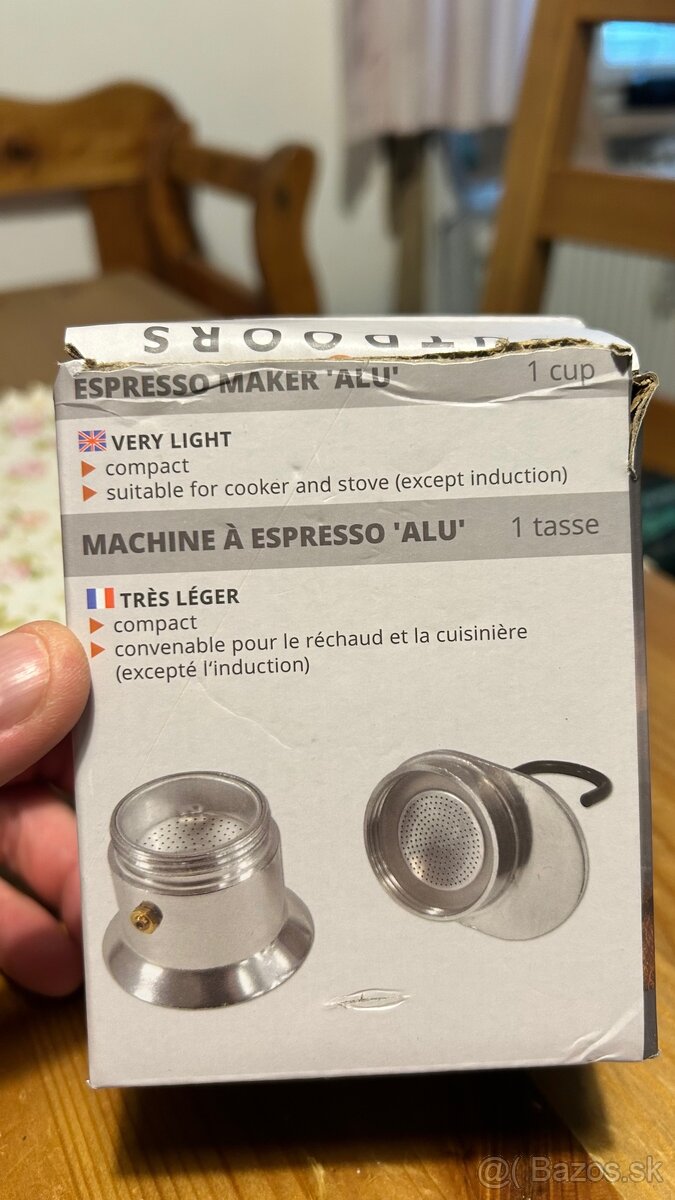 OUTDOORS
ESPRESSO MAKER 'ALU' 1 cup
VERY LIGHT
▶ compact
▶ suitable for cooker and stove (except induction)
MACHINE À ESPRESSO 'ALU' 1 tasse
TRÈS LÉGER
▶ compact
▶ convenable pour le réchaud et la cuisinière
(excepté l‘induction)
@( Bazos.sk